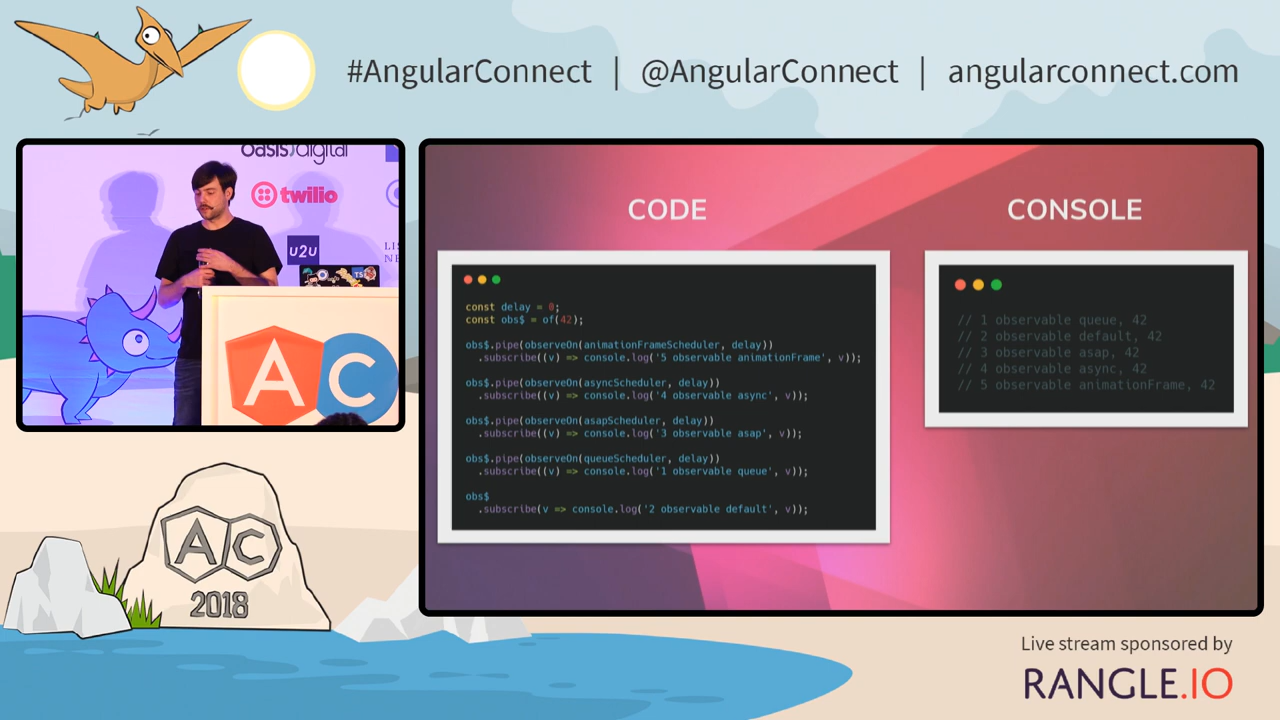 #AngularConnect | @AngularConnect | angularconnect.com
oasis digital
twilio
U2U
TS
AC
CODE
const delay = 0;
const obs$ = of(42);
obs$.pipe(observeOn(animationFrameScheduler, delay))
.subscribe((v) => console.log('5 observable animationFrame', v));
obs$.pipe(observeOn(asyncScheduler, delay))
.subscribe((v) => console.log('4 observable async', v));
obs$.pipe(observeOn(asapScheduler, delay))
.subscribe((v) => console.log('3 observable asap', v));
obs$.pipe(observeOn(queueScheduler, delay))
.subscribe((v) => console.log('1 observable queue', v));
obs$
.subscribe(v => console.log('2 observable default', v));
CONSOLE
// 1 observable queue, 42
// 2 observable default, 42
// 3 observable asap, 42
// 4 observable async, 42
// 5 observable animationFrame, 42
AC
2018
Live stream sponsored by
RANGLE.IO